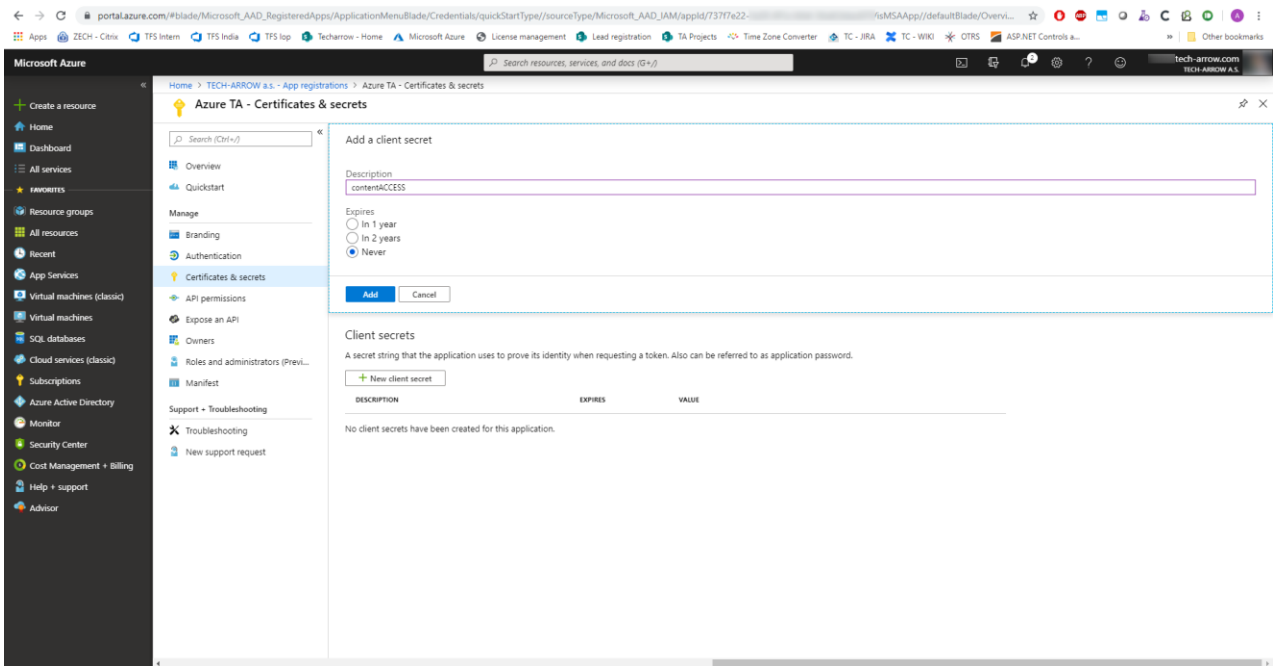 portal.azure.com/#blade/Microsoft_AAD_RegisteredApps/ApplicationMenuBlade/Credentials/quickStartType//sourceType/Microsoft_AAD_IAM/appId/737f7e22- /isMSAApp//defaultBlade/Overvi...
Apps ZECH - Citrix TFS Intern TFS India TFS Iop Techarrow - Home Microsoft Azure License management Lead registration TA Projects Time Zone Converter TC - JIRA TC - WIKI OTRS ASP.NET Controls a... » Other bookmarks
Microsoft Azure
Search resources, services, and docs (G+/)
2
tech-arrow.com
TECH-ARROW A.S.
«
Create a resource
Home
Dashboard
All services
FAVORITES
Resource groups
All resources
Recent
App Services
Virtual machines (classic)
Virtual machines
SQL databases
Cloud services (classic)
Subscriptions
Azure Active Directory
Monitor
Security Center
Cost Management + Billing
Help + support
Advisor
Home > TECH-ARROW a.s. - App registrations > Azure TA - Certificates & secrets
Azure TA - Certificates & secrets
Search (Ctrl+/)
«
Overview
Quickstart
Manage
Branding
Authentication
Certificates & secrets
API permissions
Expose an API
Owners
Roles and administrators (Previ...
Manifest
Support + Troubleshooting
Troubleshooting
New support request
Add a client secret
Description
contentACCESS
Expires
In 1 year
In 2 years
Never
Add Cancel
Client secrets
A secret string that the application uses to prove its identity when requesting a token. Also can be referred to as application password.
New client secret
DESCRIPTION EXPIRES VALUE
No client secrets have been created for this application.